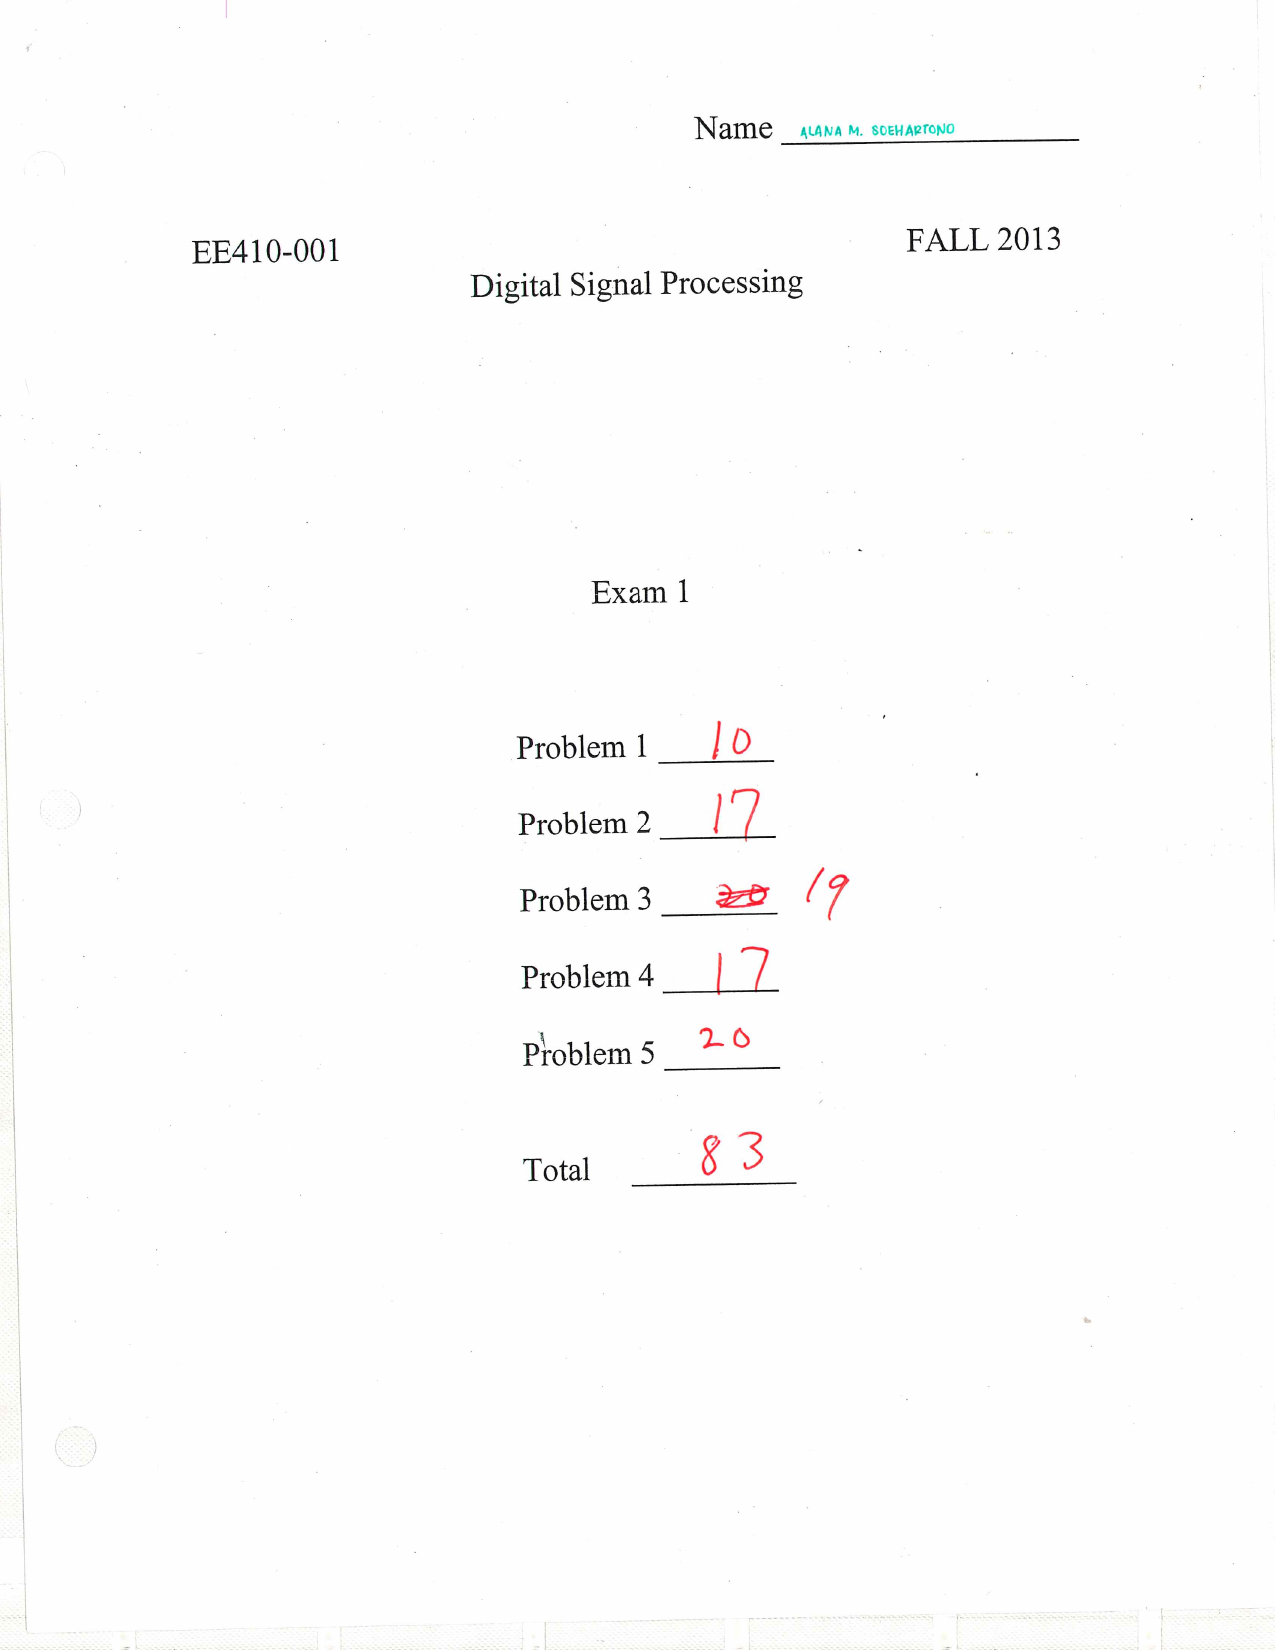 Name ALANA M. SOEHARTONO
EE410-001 FALL 2013
Digital Signal Processing
Exam 1
Problem 1 10
Problem 2 17
Problem 3 20 19
Problem 4 17
Problem 5 20
Total 83